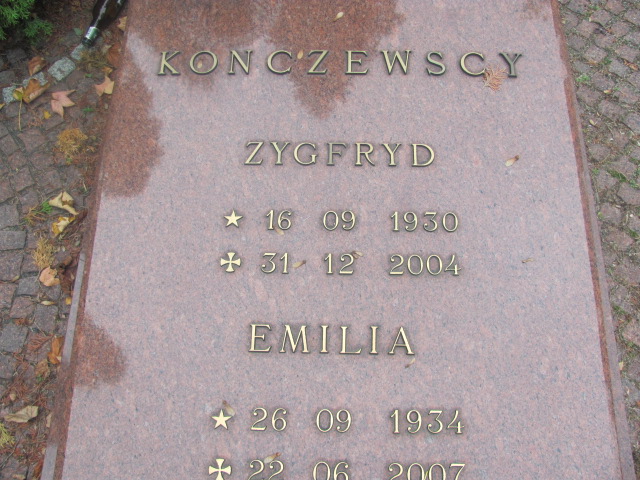 KONCZEWSCY
ZYGFRYD
★ 16 09 1930
✠ 31 12 2004
EMILIA
★ 26 09 1934
✠ 22 06 2007